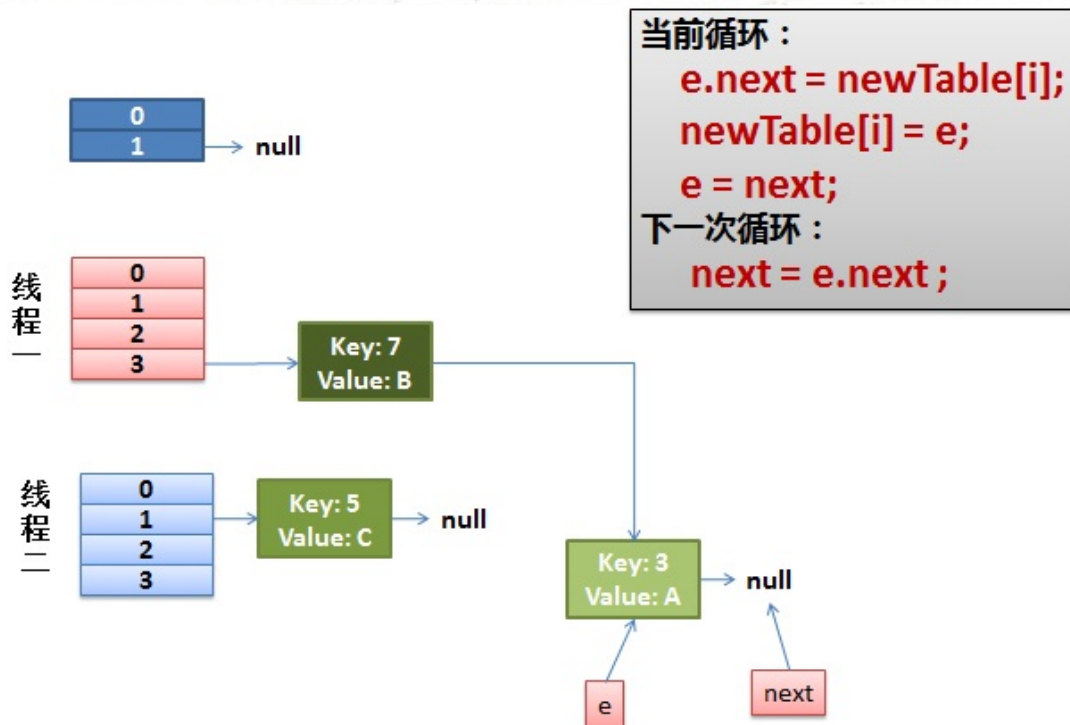 当前循环：
e.next = newTable[i];
newTable[i] = e;
e = next;
下一次循环：
next = e.next ;
0
1
null
线程一
0
1
2
3
Key: 7
Value: B
线程二
0
1
2
3
Key: 5
Value: C
null
Key: 3
Value: A
null
e
next